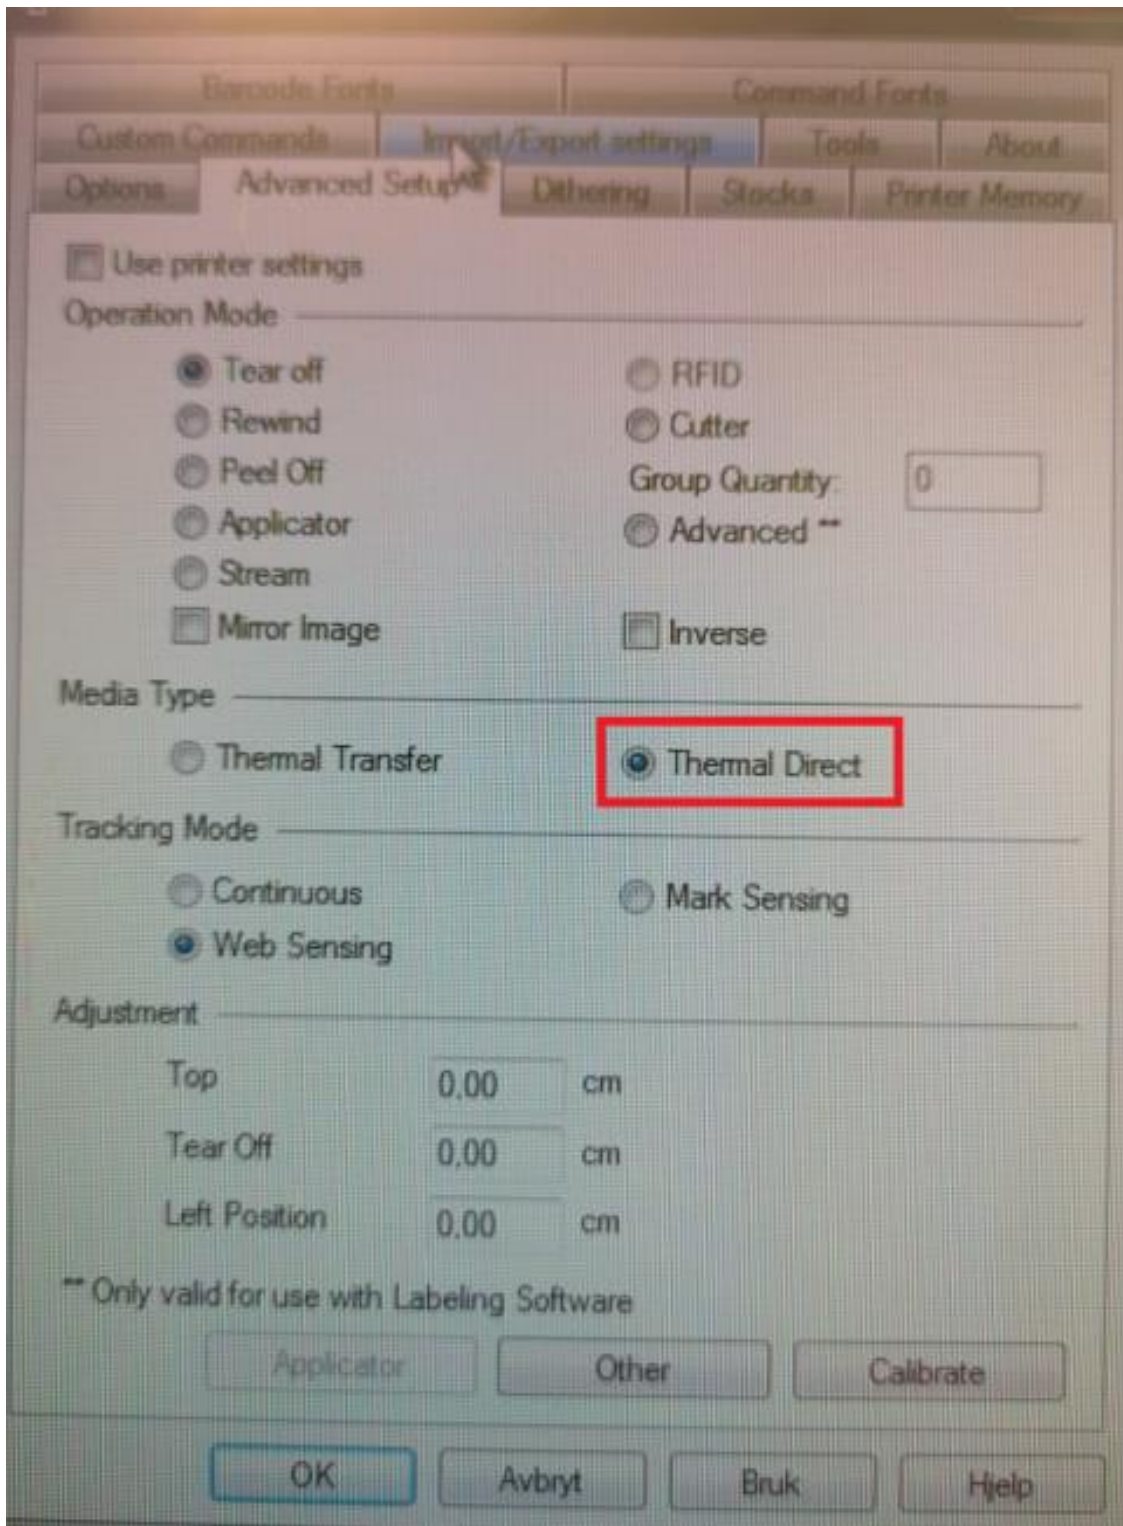 Barcode Fonts Command Fonts
Custom Commands Import/Export settings Tools About
Options Advanced Setup Dithering Stocks Printer Memory
Use printer settings
Operation Mode
Tear off RFID
Rewind Cutter
Peel Off Group Quantity: 0
Applicator Advanced **
Stream
Mirror Image Inverse
Media Type
Thermal Transfer Thermal Direct
Tracking Mode
Continuous Mark Sensing
Web Sensing
Adjustment
Top 0,00 cm
Tear Off 0,00 cm
Left Position 0,00 cm
** Only valid for use with Labeling Software
Applicator Other Calibrate
OK Avbryt Bruk Hjelp